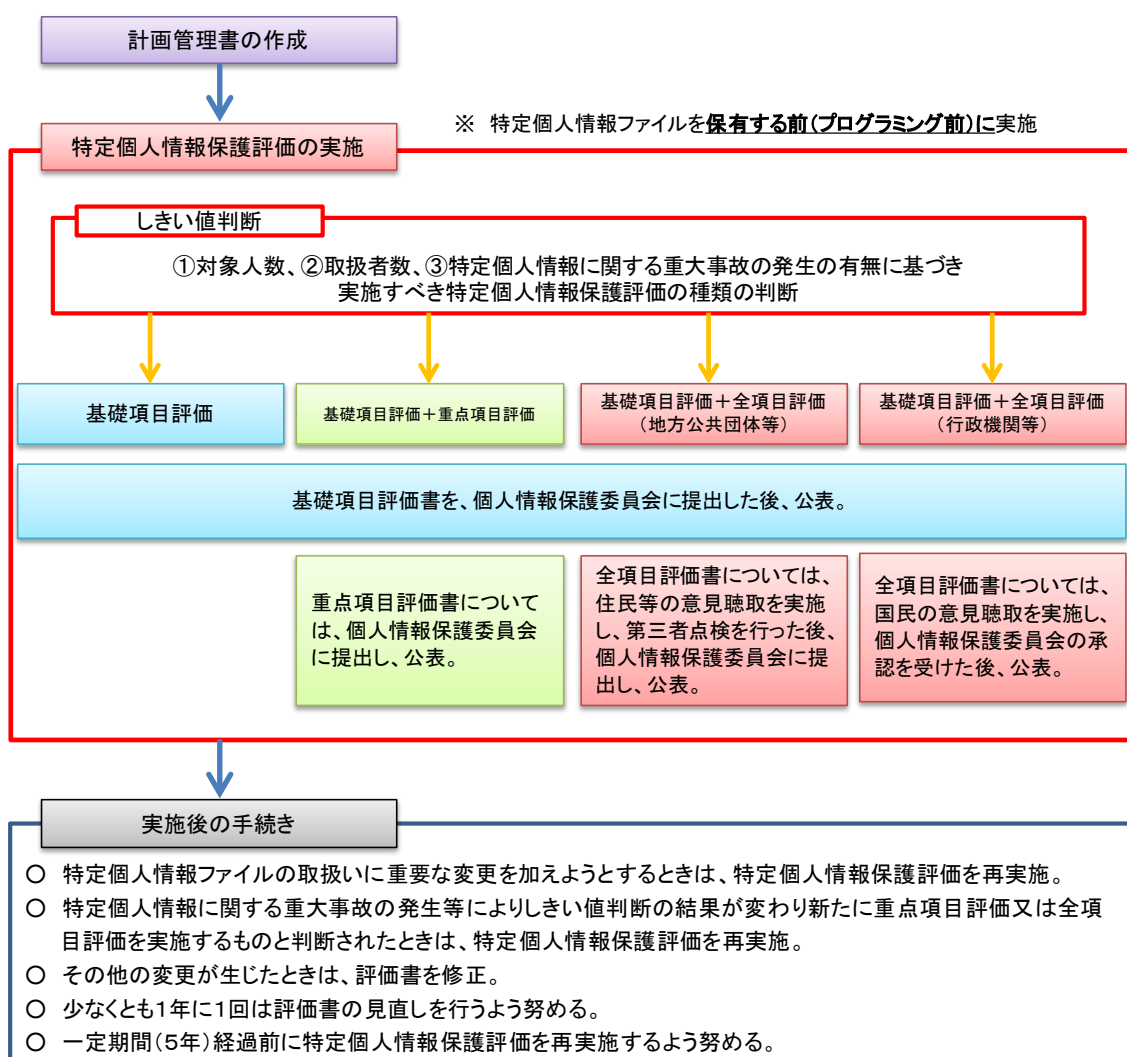 計画管理書の作成
※ 特定個人情報ファイルを保有する前(プログラミング前)に実施
特定個人情報保護評価の実施
しきい値判断
①対象人数、②取扱者数、③特定個人情報に関する重大事故の発生の有無に基づき
実施すべき特定個人情報保護評価の種類の判断
基礎項目評価
基礎項目評価+重点項目評価
基礎項目評価+全項目評価
(地方公共団体等)
基礎項目評価+全項目評価
(行政機関等)
基礎項目評価書を、個人情報保護委員会に提出した後、公表。
重点項目評価書について
は、個人情報保護委員会
に提出し、公表。
全項目評価書については、
住民等の意見聴取を実施
し、第三者点検を行った後、
個人情報保護委員会に提
出し、公表。
全項目評価書については、
国民の意見聴取を実施し、
個人情報保護委員会の承
認を受けた後、公表。
実施後の手続き
○ 特定個人情報ファイルの取扱いに重要な変更を加えようとするときは、特定個人情報保護評価を再実施。
○ 特定個人情報に関する重大事故の発生等によりしきい値判断の結果が変わり新たに重点項目評価又は全項
目評価を実施するものと判断されたときは、特定個人情報保護評価を再実施。
○ その他の変更が生じたときは、評価書を修正。
○ 少なくとも1年に1回は評価書の見直しを行うよう努める。
○ 一定期間(5年)経過前に特定個人情報保護評価を再実施するよう努める。